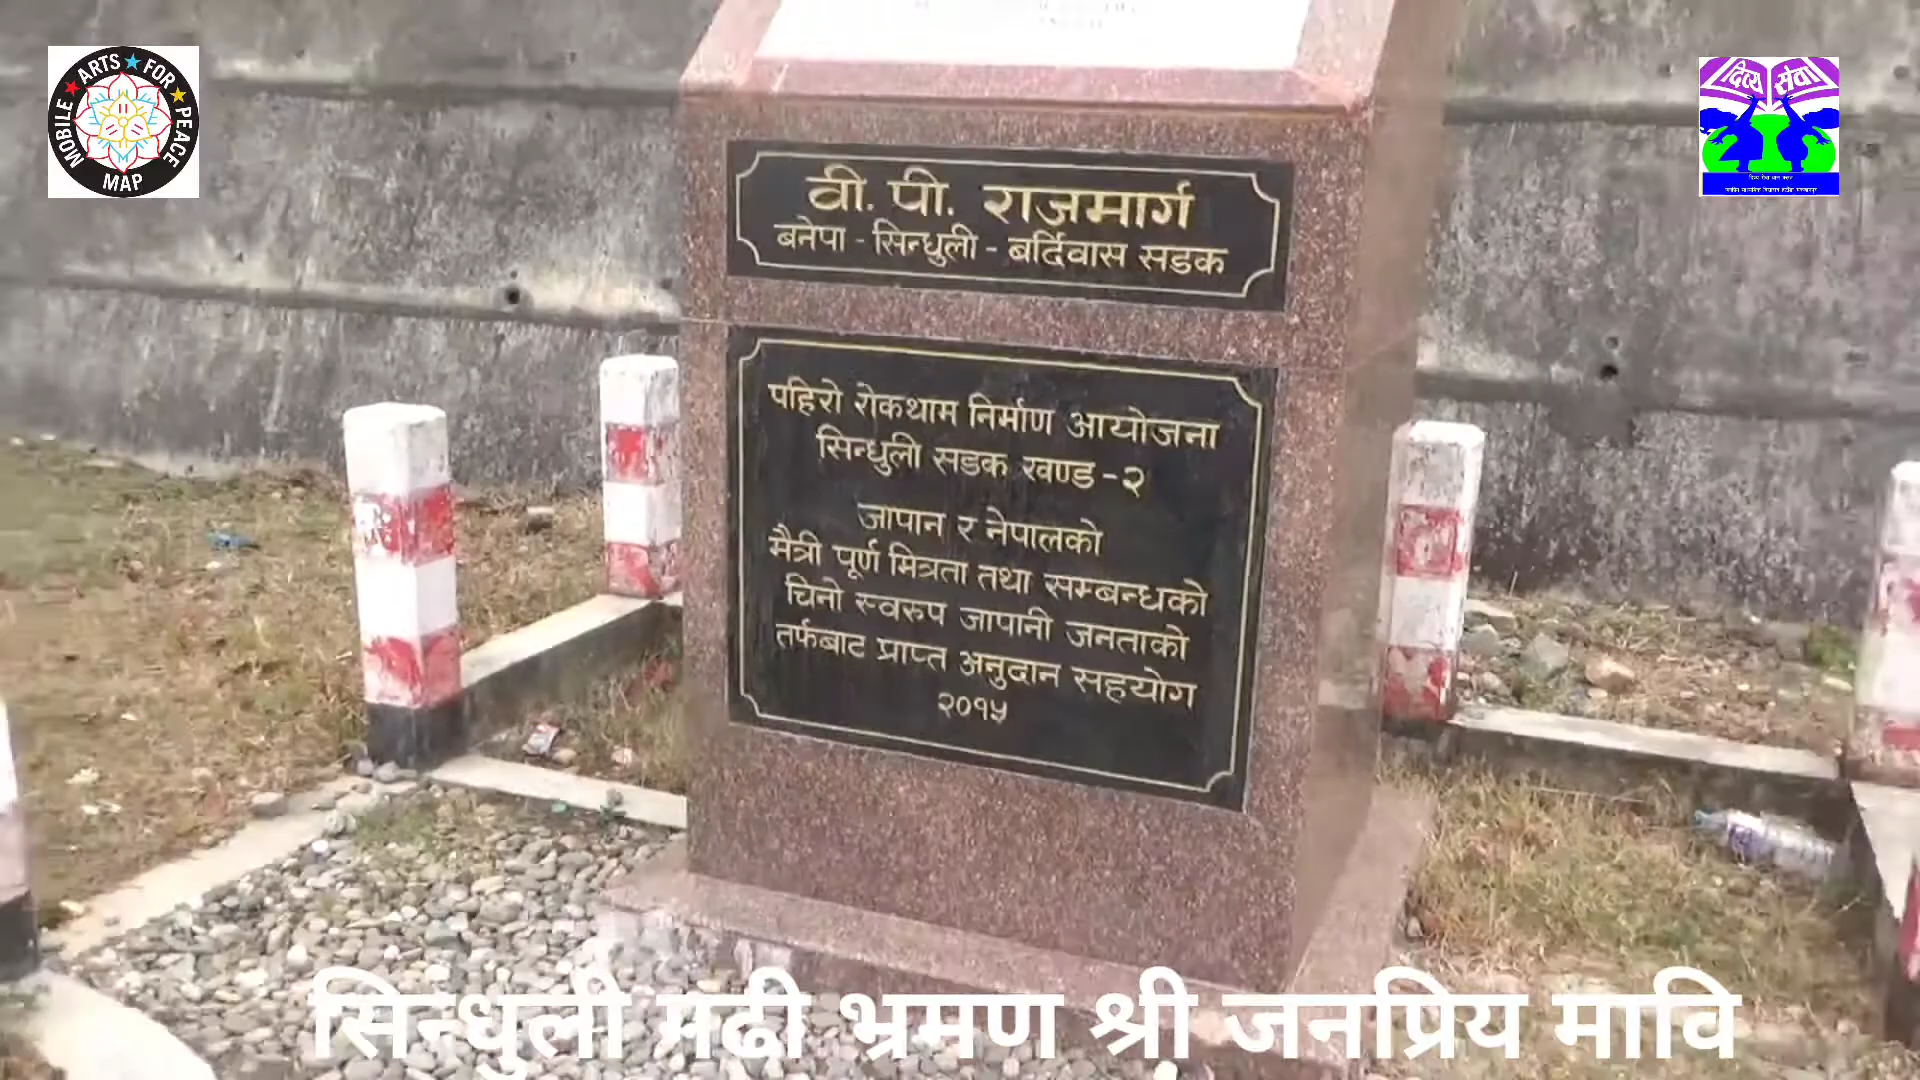 MOBILE ARTS FOR PEACE
MAP
दिव्य सेवा
वी. पी. राजमार्ग
बनेपा - सिन्धुली - बर्दिवास सडक
पहिरो रोकथाम निर्माण आयोजना
सिन्धुली सडक खण्ड - २
जापान र नेपालको
मैत्री पूर्ण मित्रता तथा सम्बन्धको
चिनो स्वरुप जापानी जनताको
तर्फबाट प्राप्त अनुदान सहयोग
२०१५
सिन्धुली गढी भ्रमण श्री जनप्रिय मावि